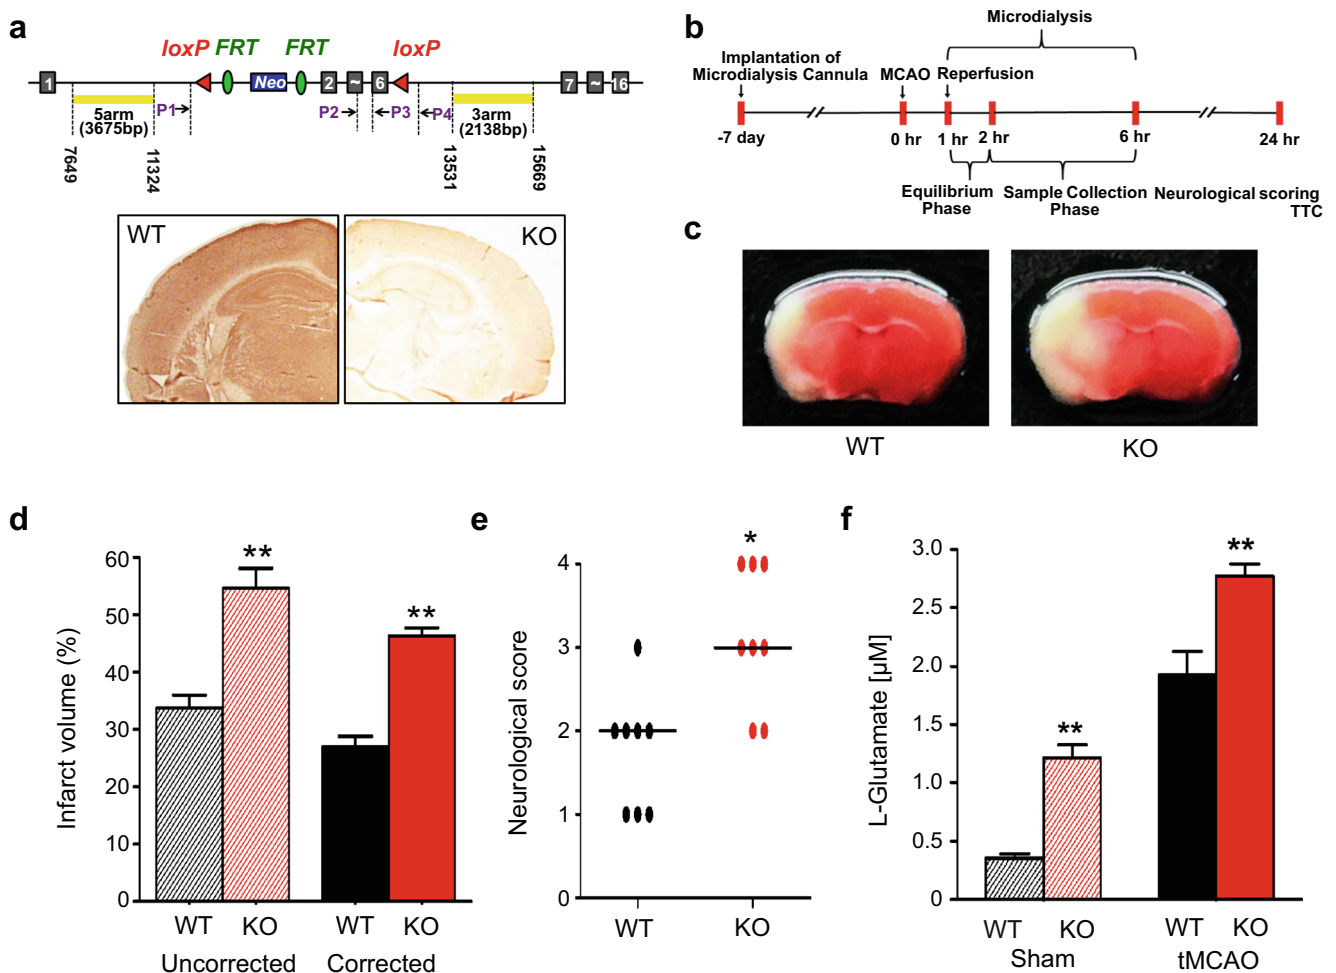 a
loxP FRT FRT loxP
1 Neo 2 ~ 6 7 ~ 16
P1 P2 P3 P4
5arm
(3675bp)
3arm
(2138bp)
7649
11324
13531
15669
WT
KO
b
Microdialysis
Implantation of
Microdialysis Cannula
MCAO Reperfusion
-7 day 0 hr 1 hr 2 hr 6 hr 24 hr
Equilibrium
Phase
Sample Collection
Phase
Neurological scoring
TTC
c
WT
KO
d
Infarct volume (%)
60
50
40
30
20
10
0
**
**
WT KO WT KO
Uncorrected Corrected
e
Neurological score
4
3
2
1
0
*
WT KO
f
L-Glutamate [µM]
3.0
2.5
2.0
1.5
1.0
0.5
0
**
**
WT KO WT KO
Sham tMCAO